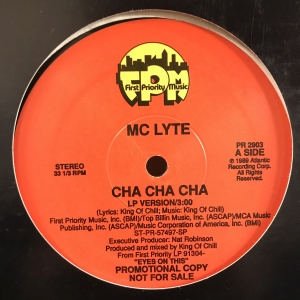 FPM
First Priority Music
MC LYTE
PR 2903
A SIDE
℗ 1989 Atlantic
Recording Corp.
All Rights
Reserved.
STEREO
33 1/3 RPM
CHA CHA CHA
LP VERSION/3:00
(Lyrics: King Of Chill; Music: King Of Chill)
First Priority Music, Inc. (BMI)/Top Billin Music, Inc. (ASCAP)/MCA Music
Publishing, Inc. (ASCAP)/Music Corporation of America, Inc. (BMI)
ST-PR-57497-SP
Executive Producer: Nat Robinson
Produced and mixed by King Of Chill
From First Priority LP 91304-
"EYES ON THIS"
PROMOTIONAL COPY
NOT FOR SALE